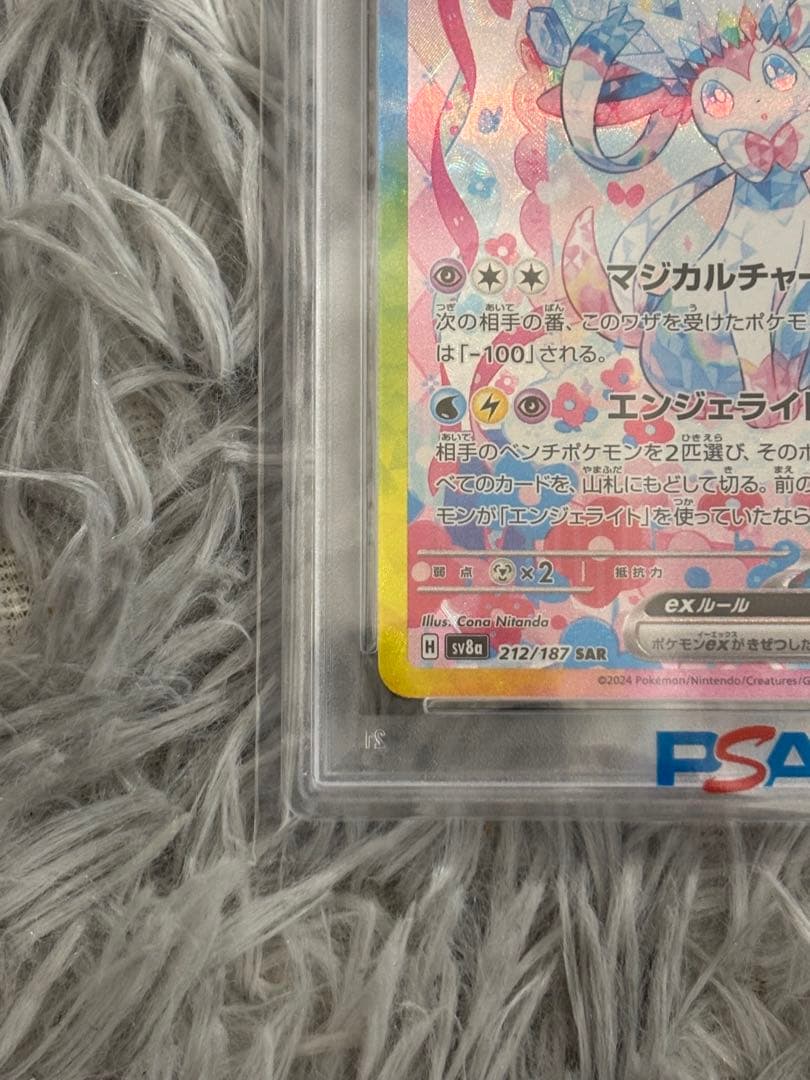 マジカルチャー
次の相手の番、このワザを受けたポケモ
は「-100」される。
エンジェライト
相手のベンチポケモンを2匹選び、そのポ
べてのカードを、山札にもどして切る。前の
モンが「エンジェライト」を使っていたなら
弱点 ×2 抵抗力
exルール
ポケモンexがきぜつした
Illus. Cona Nitanda
H sv8a 212/187 SAR
©2024 Pokémon/Nintendo/Creatures/G
PSA